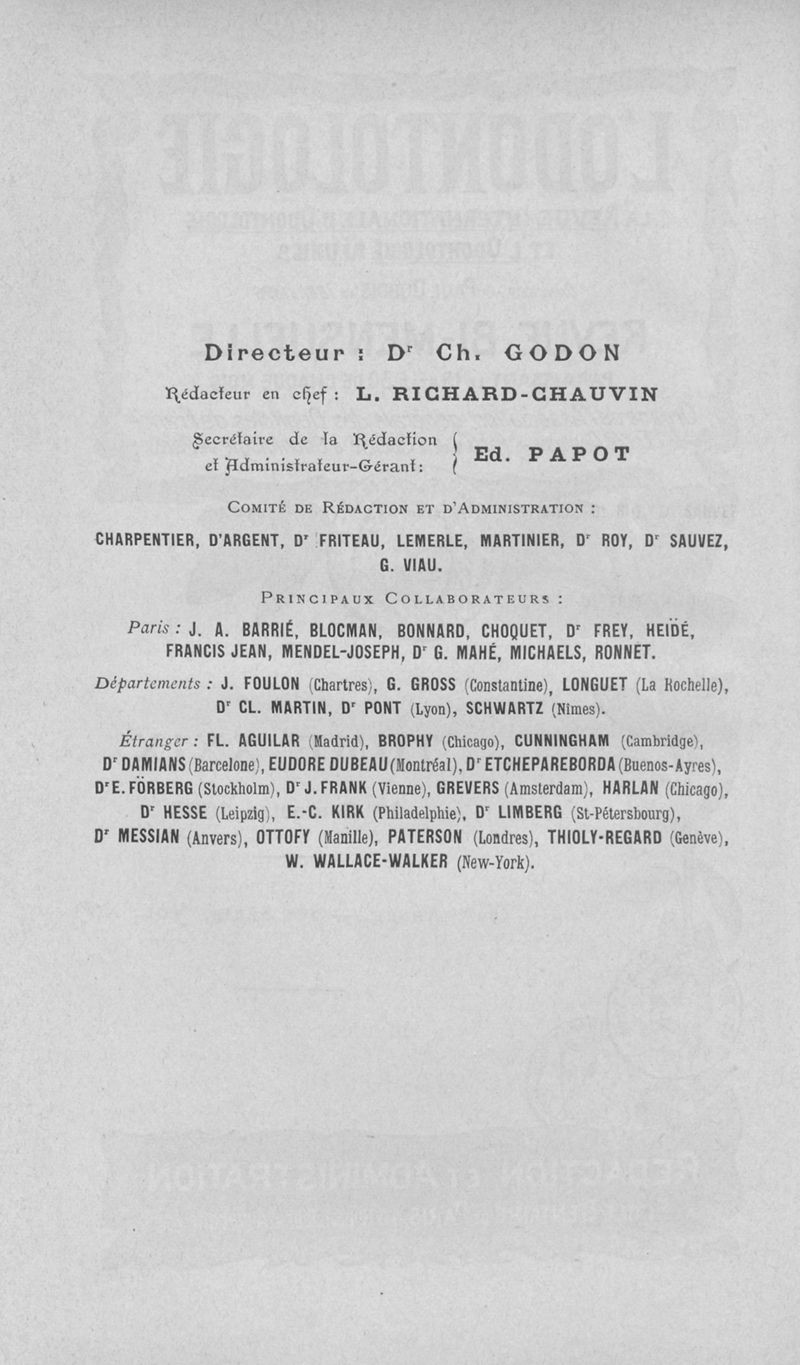 Directeur : Dr Ch. GODON
Rédacteur en chef : L. RICHARD-CHAUVIN
Secrétaire de la Rédaction
et Administrateur-Gérant : Ed. PAPOT
COMITÉ DE RÉDACTION ET D'ADMINISTRATION :
CHARPENTIER, D'ARGENT, Dr FRITEAU, LEMERLE, MARTINIER, Dr ROY, Dr SAUVEZ,
G. VIAU.
PRINCIPAUX COLLABORATEURS :
Paris : J. A. BARRIÉ, BLOCMAN, BONNARD, CHOQUET, Dr FREY, HEÏDÉ,
FRANCIS JEAN, MENDEL-JOSEPH, Dr G. MAHÉ, MICHAELS, RONNET.
Départements : J. FOULON (Chartres), G. GROSS (Constantine), LONGUET (La Rochelle),
Dr CL. MARTIN, Dr PONT (Lyon), SCHWARTZ (Nîmes).
Étranger : FL. AGUILAR (Madrid), BROPHY (Chicago), CUNNINGHAM (Cambridge),
Dr DAMIANS (Barcelone), EUDORE DUBEAU (Montréal), Dr ETCHEPAREBORDA (Buenos-Ayres),
Dr E. FÖRBERG (Stockholm), Dr J. FRANK (Vienne), GREVERS (Amsterdam), HARLAN (Chicago),
Dr HESSE (Leipzig), E.-C. KIRK (Philadelphie), Dr LIMBERG (St-Pétersbourg),
Dr MESSIAN (Anvers), OTTOFY (Manille), PATERSON (Londres), THIOLY-REGARD (Genève),
W. WALLACE-WALKER (New-York).